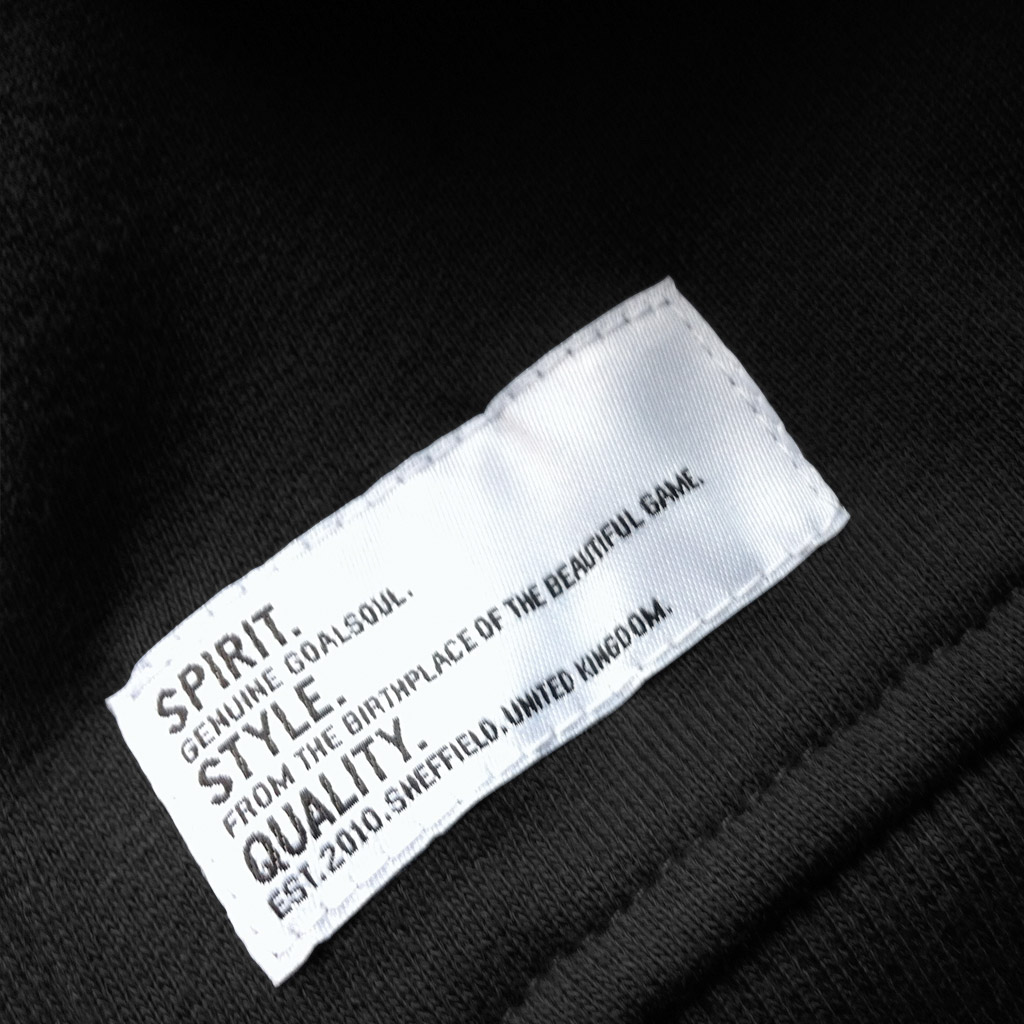 SPIRIT.
GENUINE GOALSOUL.
STYLE.
FROM THE BIRTHPLACE OF THE BEAUTIFUL GAME.
QUALITY.
EST.2010.SHEFFIELD.UNITED KINGDOM.